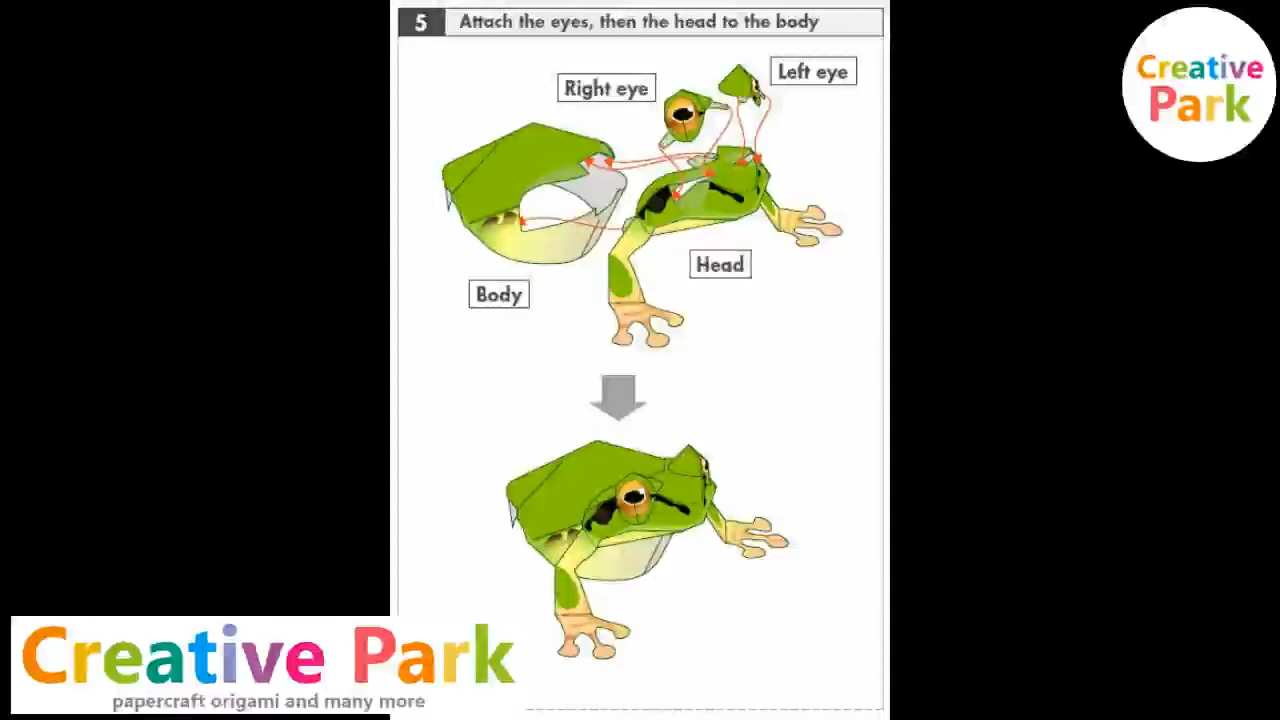 5 Attach the eyes, then the head to the body
Creative
Park
Left eye
Right eye
Head
Body
Creative Park
papercraft origami and many more